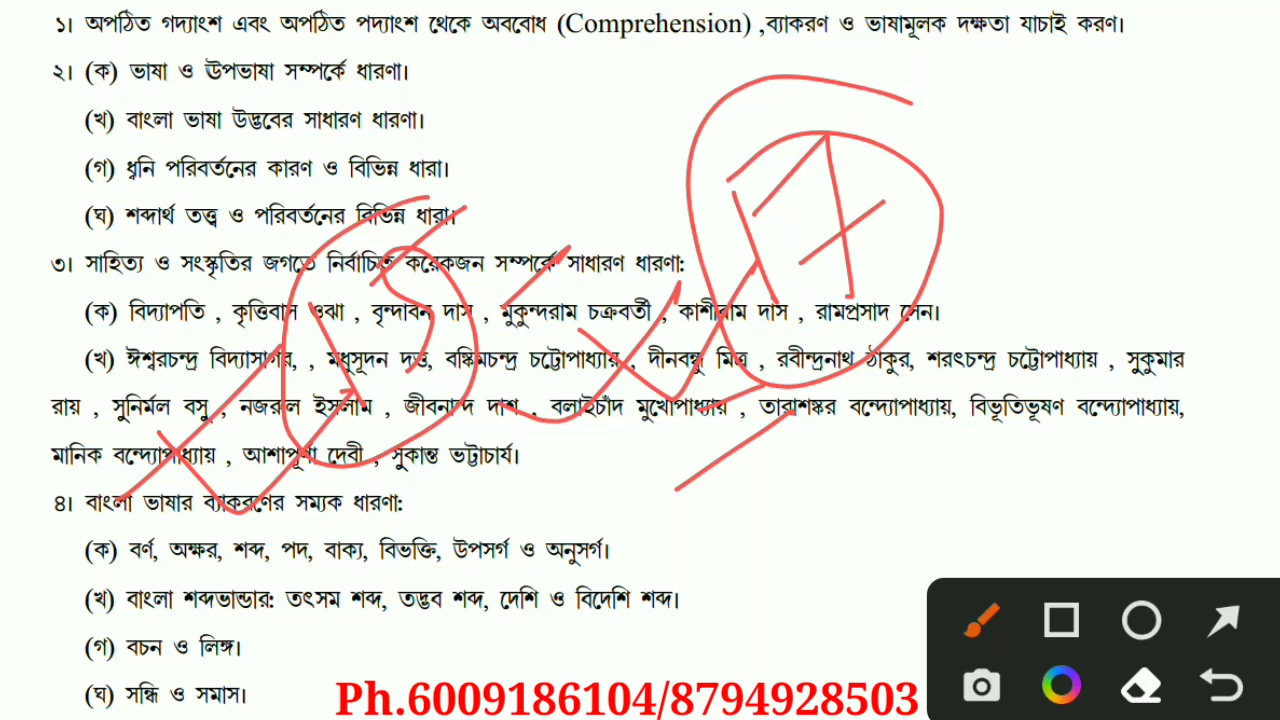 ১। অপঠিত গদ্যাংশ এবং অপঠিত পদ্যাংশ থেকে অববোধ (Comprehension) ,ব্যাকরণ ও ভাষামূলক দক্ষতা যাচাই করণ।
২। (ক) ভাষা ও উপভাষা সম্পর্কে ধারণা।
(খ) বাংলা ভাষা উদ্ভবের সাধারণ ধারণা।
(গ) ধ্বনি পরিবর্তনের কারণ ও বিভিন্ন ধারা।
(ঘ) শব্দার্থ তত্ত্ব ও পরিবর্তনের বিভিন্ন ধারা।
৩। সাহিত্য ও সংস্কৃতির জগতে নির্বাচিত কয়েকজন সম্পর্কে সাধারণ ধারণা:
(ক) বিদ্যাপতি , কৃত্তিবাস ওঝা , বৃন্দাবন দাস , মুকুন্দরাম চক্রবর্তী , কাশীরাম দাস , রামপ্রসাদ সেন।
(খ) ঈশ্বরচন্দ্র বিদ্যাসাগর, , মধুসূদন দত্ত, বঙ্কিমচন্দ্র চট্টোপাধ্যায় , দীনবন্ধু মিত্র , রবীন্দ্রনাথ ঠাকুর, শরৎচন্দ্র চট্টোপাধ্যায় , সুকুমার
রায় , সুনির্মল বসু , নজরুল ইসলাম , জীবনানন্দ দাশ , বলাইচাঁদ মুখোপাধ্যায় , তারাশঙ্কর বন্দ্যোপাধ্যায়, বিভূতিভূষণ বন্দ্যোপাধ্যায়,
মানিক বন্দ্যোপাধ্যায় , আশাপূর্ণা দেবী , সুকান্ত ভট্টাচার্য।
৪। বাংলা ভাষার ব্যাকরণের সম্যক ধারণা:
(ক) বর্ণ, অক্ষর, শব্দ, পদ, বাক্য, বিভক্তি, উপসর্গ ও অনুসর্গ।
(খ) বাংলা শব্দভান্ডার: তৎসম শব্দ, তদ্ভব শব্দ, দেশি ও বিদেশি শব্দ।
(গ) বচন ও লিঙ্গ।
(ঘ) সন্ধি ও সমাস।
Ph.6009186104/8794928503